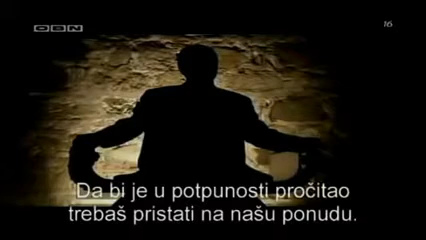 OBN
16
Da bi je u potpunosti pročitao
trebaš pristati na našu ponudu.